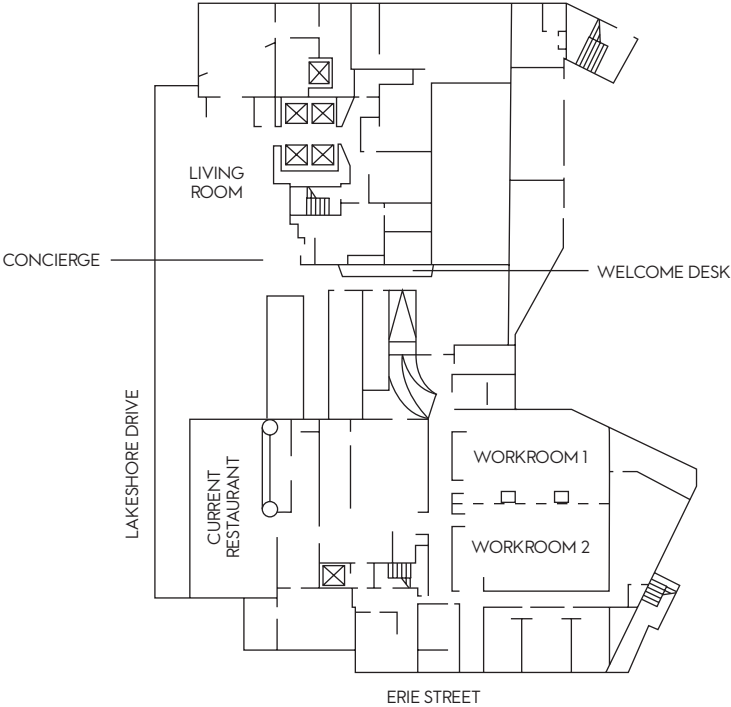 LIVING
ROOM
CONCIERGE
WELCOME DESK
LAKESHORE DRIVE
CURRENT
RESTAURANT
WORKROOM 1
WORKROOM 2
ERIE STREET